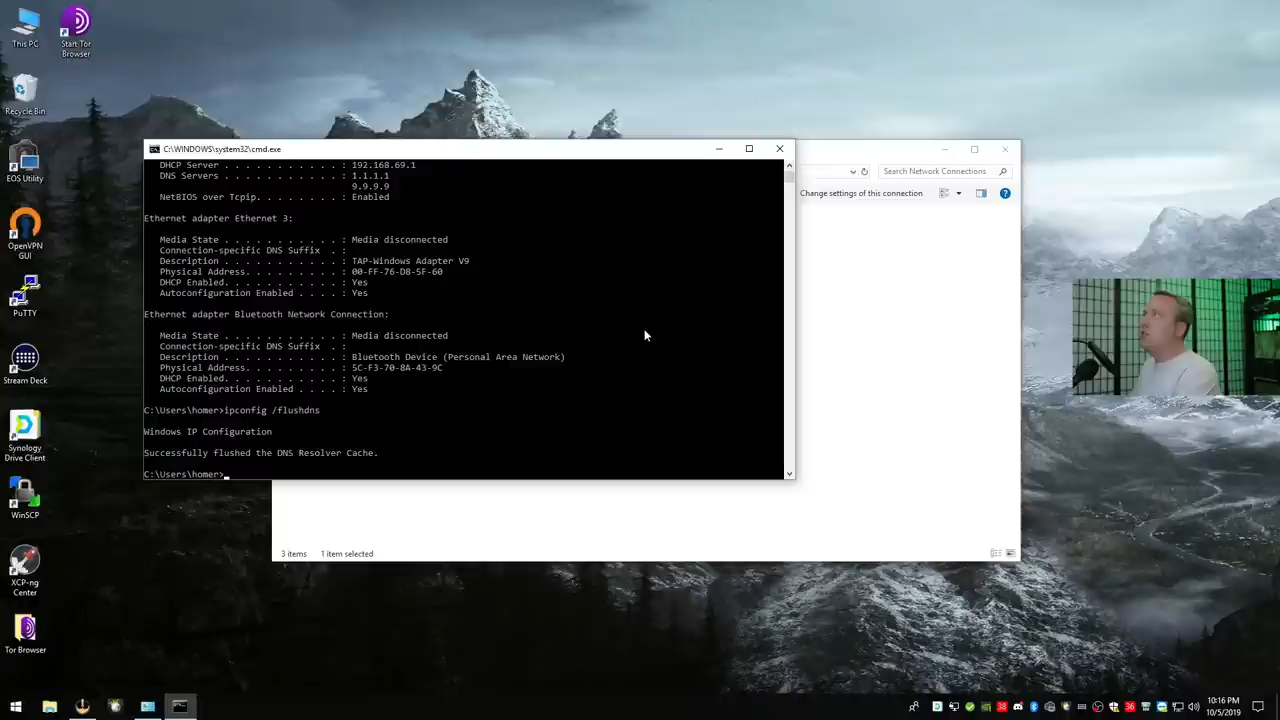 This PC
Start Tor
Browser
Recycle Bin
EOS Utility
OpenVPN
GUI
PuTTY
Stream Deck
Synology
Drive Client
WinSCP
XCP-ng
Center
Tor Browser
C:\WINDOWS\system32\cmd.exe
DHCP Server . . . . . . . . . . . : 192.168.69.1
DNS Servers . . . . . . . . . . . : 1.1.1.1
9.9.9.9
NetBIOS over Tcpip. . . . . . . . : Enabled
Ethernet adapter Ethernet 3:
Media State . . . . . . . . . . . : Media disconnected
Connection-specific DNS Suffix  . :
Description . . . . . . . . . . . : TAP-Windows Adapter V9
Physical Address. . . . . . . . . : 00-FF-76-D8-5F-60
DHCP Enabled. . . . . . . . . . . : Yes
Autoconfiguration Enabled . . . . : Yes
Ethernet adapter Bluetooth Network Connection:
Media State . . . . . . . . . . . : Media disconnected
Connection-specific DNS Suffix  . :
Description . . . . . . . . . . . : Bluetooth Device (Personal Area Network)
Physical Address. . . . . . . . . : 5C-F3-70-8A-43-9C
DHCP Enabled. . . . . . . . . . . : Yes
Autoconfiguration Enabled . . . . : Yes
C:\Users\homer>ipconfig /flushdns
Windows IP Configuration
Successfully flushed the DNS Resolver Cache.
C:\Users\homer>
Search Network Connections
Change settings of this connection
3 items 1 item selected
38
36
10:16 PM
10/5/2019